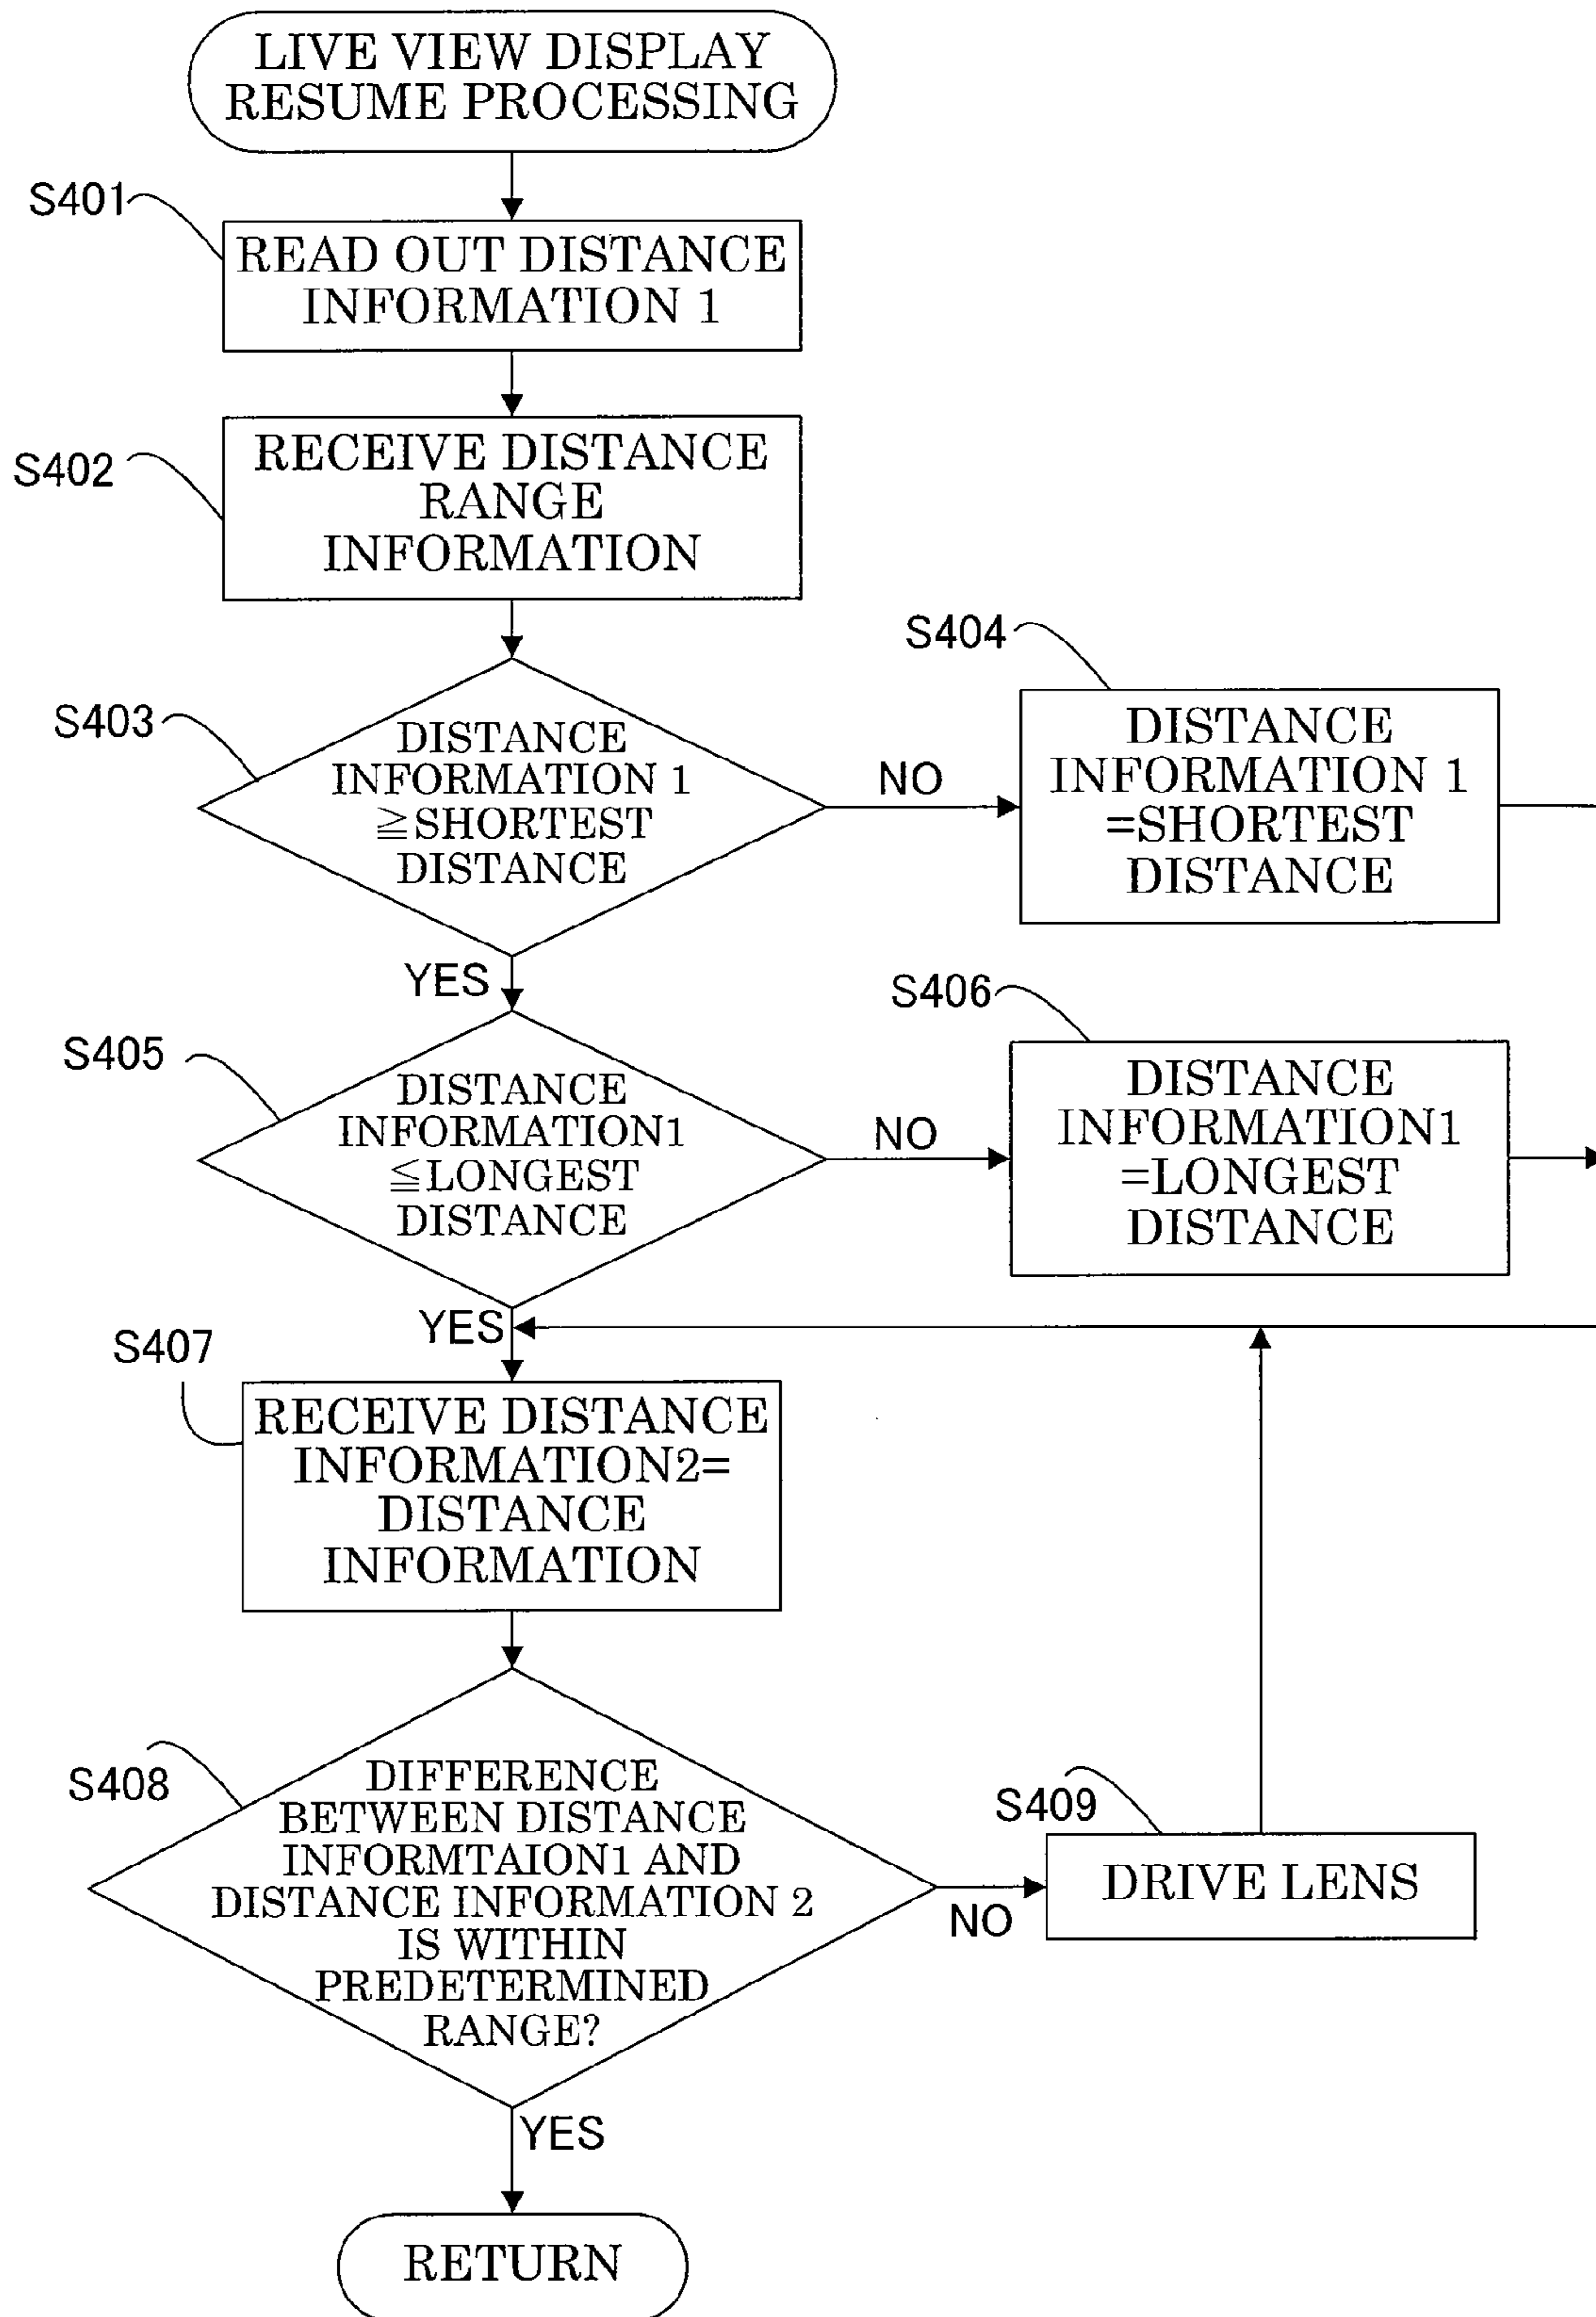 LIVE VIEW DISPLAY
RESUME PROCESSING
S401
READ OUT DISTANCE
INFORMATION 1
S402
RECEIVE DISTANCE
RANGE
INFORMATION
S403
DISTANCE
INFORMATION 1
≧SHORTEST
DISTANCE
NO
S404
DISTANCE
INFORMATION 1
=SHORTEST
DISTANCE
YES
S405
DISTANCE
INFORMATION1
≦LONGEST
DISTANCE
NO
S406
DISTANCE
INFORMATION1
=LONGEST
DISTANCE
YES
S407
RECEIVE DISTANCE
INFORMATION2=
DISTANCE
INFORMATION
S408
DIFFERENCE
BETWEEN DISTANCE
INFORMTAION1 AND
DISTANCE INFORMATION 2
IS WITHIN
PREDETERMINED
RANGE?
NO
S409
DRIVE LENS
YES
RETURN